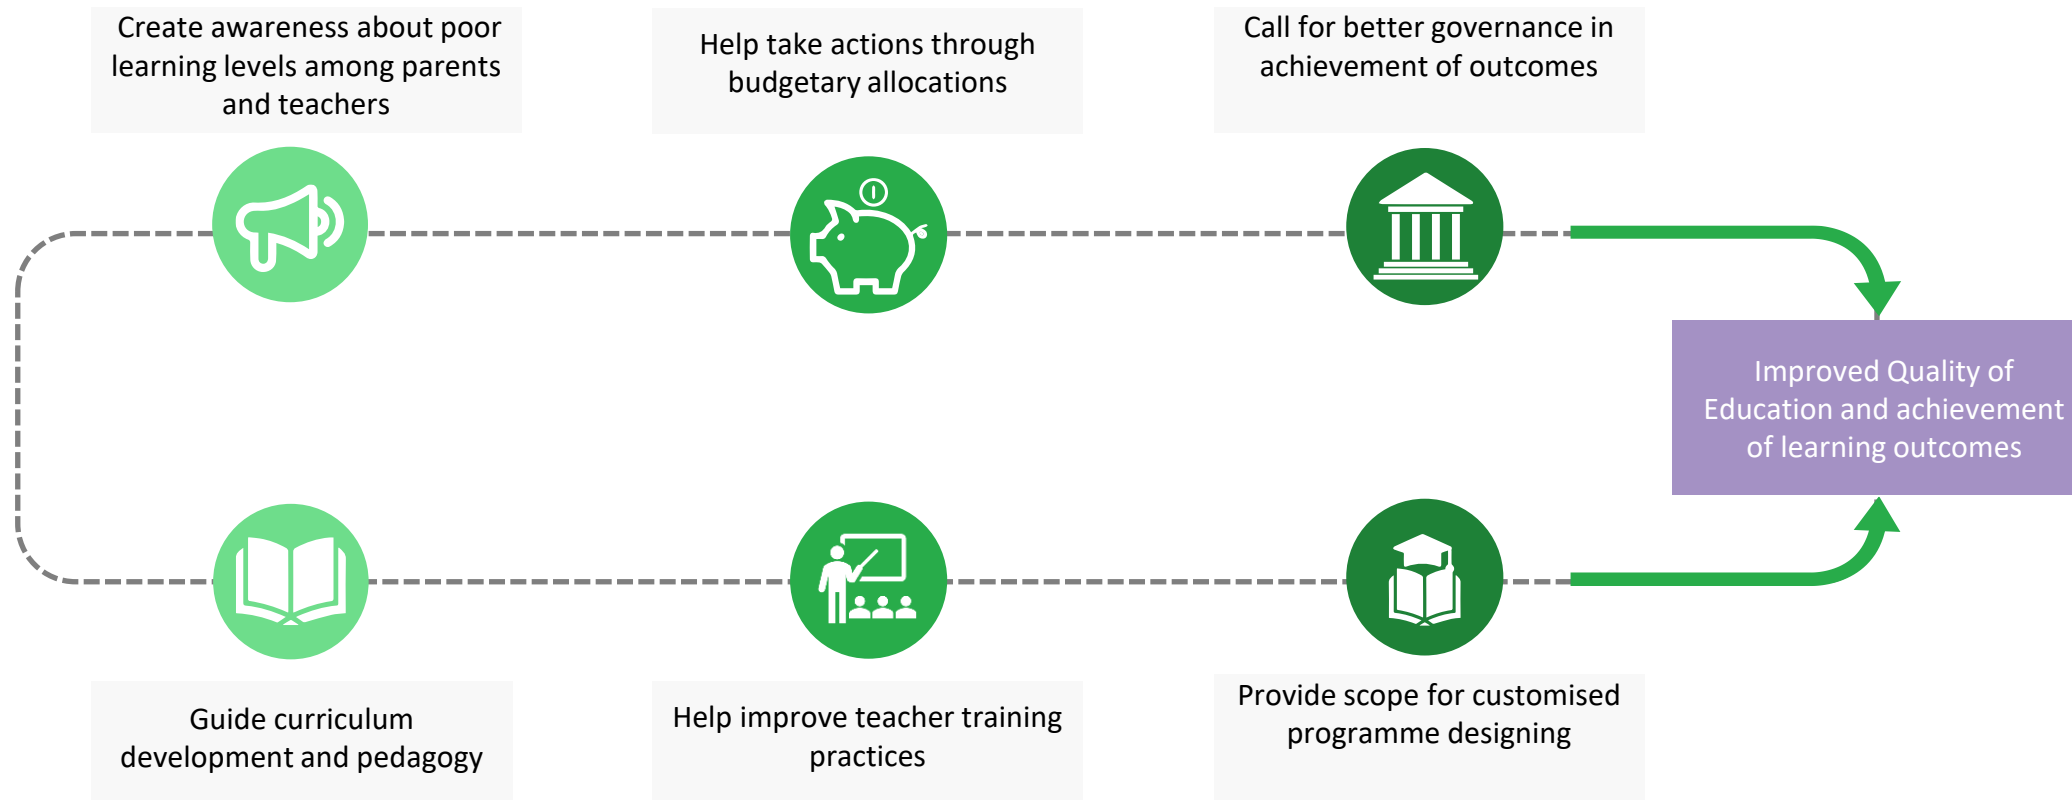 Create awareness about poor
learning levels among parents
and teachers
Help take actions through
budgetary allocations
Call for better governance in
achievement of outcomes
Improved Quality of
Education and achievement
of learning outcomes
Guide curriculum
development and pedagogy
Help improve teacher training
practices
Provide scope for customised
programme designing